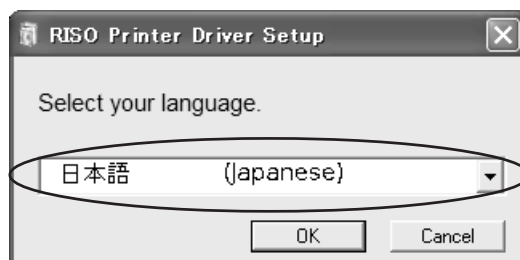 RISO Printer Driver Setup
Select your language.
日本語 (Japanese)
OK Cancel